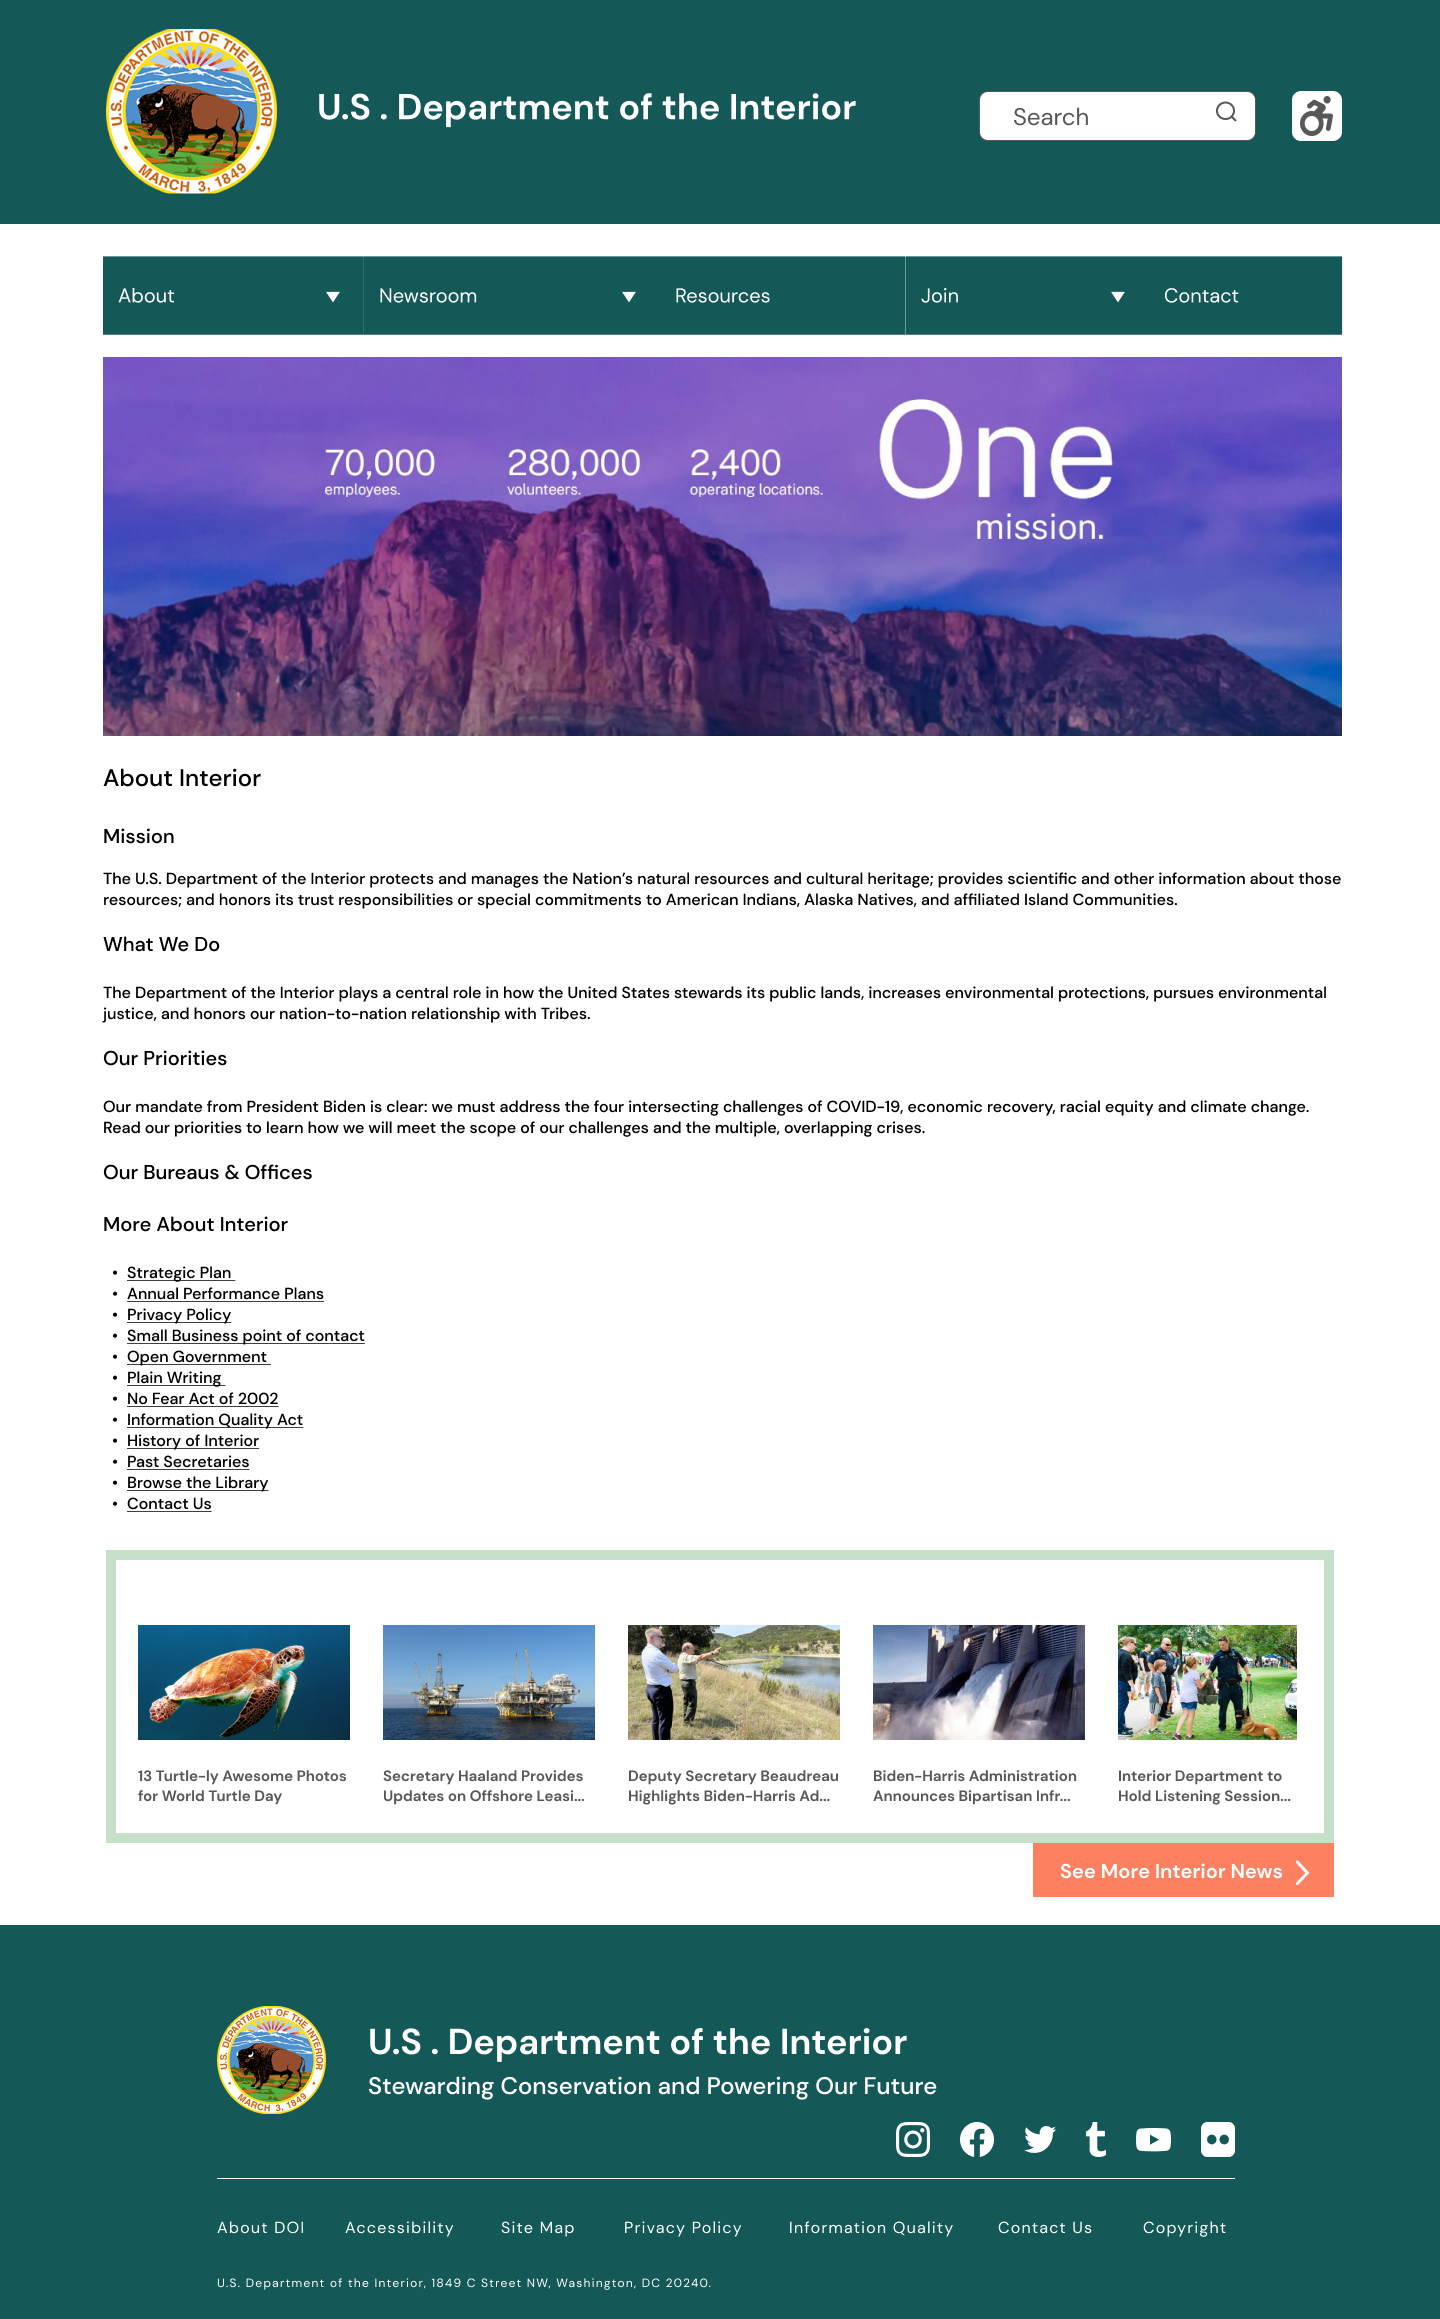 U.S. DEPARTMENT OF THE INTERIOR
MARCH 3, 1849
U.S . Department of the Interior
Search
About
Newsroom
Resources
Join
Contact
70,000
employees.
280,000
volunteers.
2,400
operating locations.
One
mission.
About Interior
Mission
The U.S. Department of the Interior protects and manages the Nation’s natural resources and cultural heritage; provides scientific and other information about those
resources; and honors its trust responsibilities or special commitments to American Indians, Alaska Natives, and affiliated Island Communities.
What We Do
The Department of the Interior plays a central role in how the United States stewards its public lands, increases environmental protections, pursues environmental
justice, and honors our nation-to-nation relationship with Tribes.
Our Priorities
Our mandate from President Biden is clear: we must address the four intersecting challenges of COVID-19, economic recovery, racial equity and climate change.
Read our priorities to learn how we will meet the scope of our challenges and the multiple, overlapping crises.
Our Bureaus & Offices
More About Interior
• Strategic Plan
• Annual Performance Plans
• Privacy Policy
• Small Business point of contact
• Open Government
• Plain Writing
• No Fear Act of 2002
• Information Quality Act
• History of Interior
• Past Secretaries
• Browse the Library
• Contact Us
13 Turtle-ly Awesome Photos
for World Turtle Day
Secretary Haaland Provides
Updates on Offshore Leasi...
Deputy Secretary Beaudreau
Highlights Biden-Harris Ad...
Biden-Harris Administration
Announces Bipartisan Infr...
Interior Department to
Hold Listening Session...
See More Interior News
U.S. DEPARTMENT OF THE INTERIOR
MARCH 3, 1849
U.S . Department of the Interior
Stewarding Conservation and Powering Our Future
About DOI
Accessibility
Site Map
Privacy Policy
Information Quality
Contact Us
Copyright
U.S. Department of the Interior, 1849 C Street NW, Washington, DC 20240.